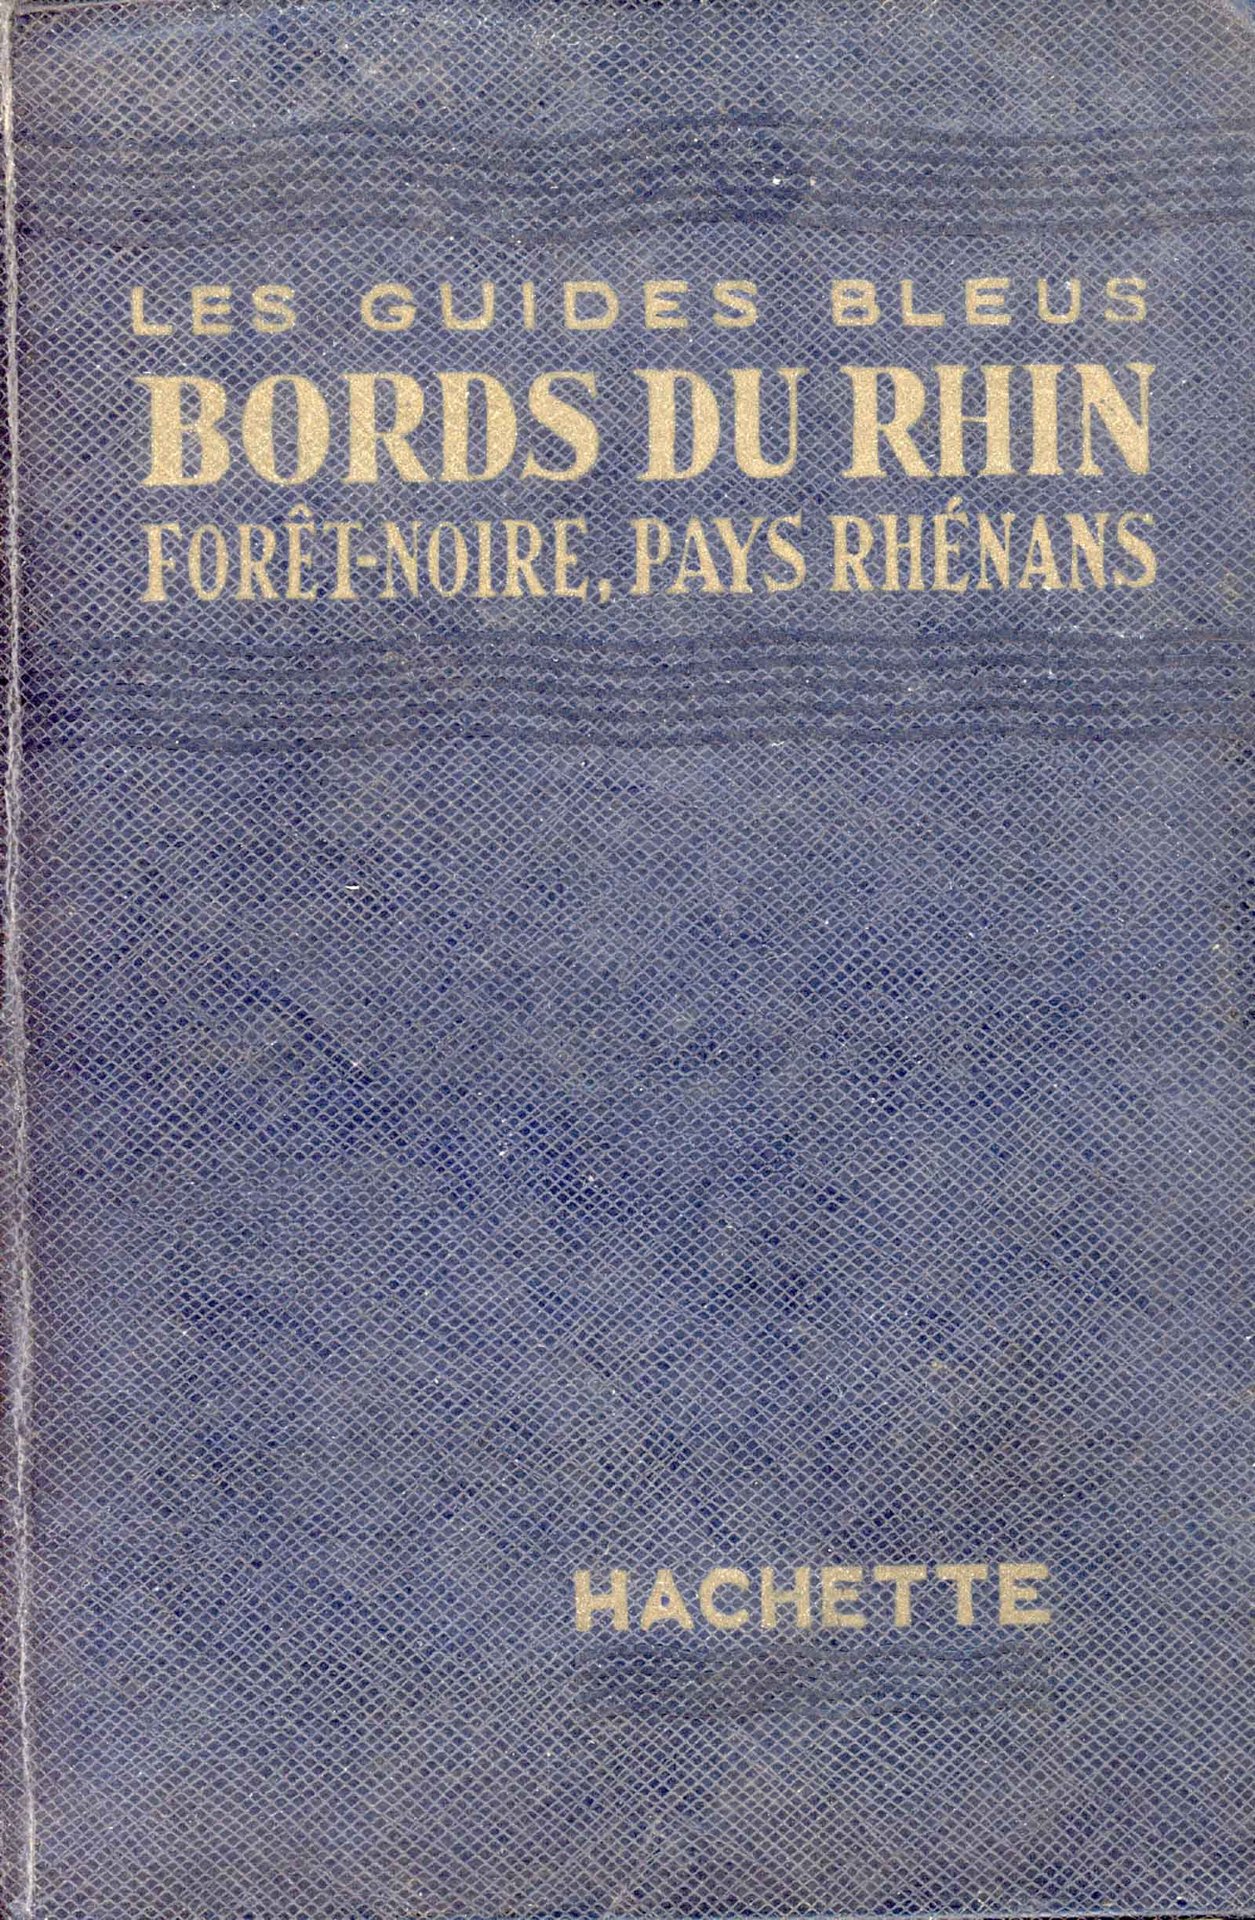 LES GUIDES BLEUS
BORDS DU RHIN
FORÊT-NOIRE, PAYS RHÉNANS
HACHETTE